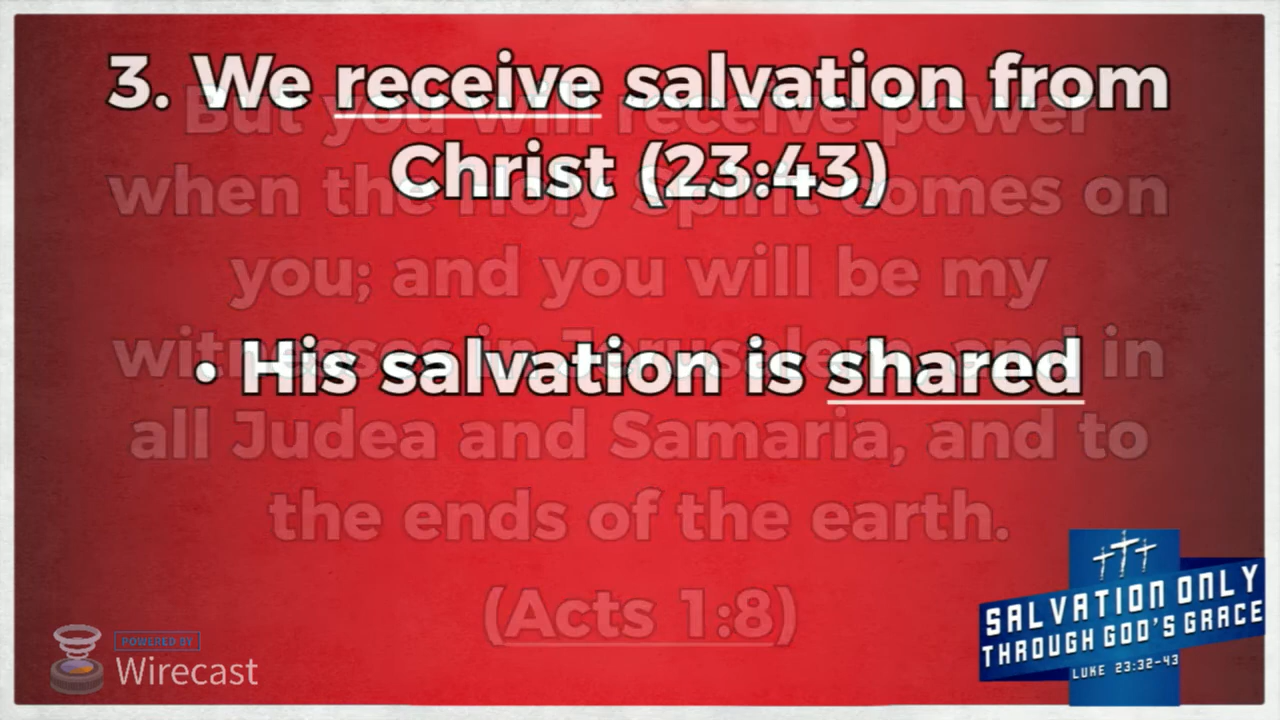 3. We receive salvation from
Christ (23:43)
• His salvation is shared
But you will receive power
when the Holy Spirit comes on
you; and you will be my
witnesses in Jerusalem, and in
all Judea and Samaria, and to
the ends of the earth.
(Acts 1:8)
POWERED BY
Wirecast
SALVATION ONLY
THROUGH GOD'S GRACE
LUKE 23:32-43